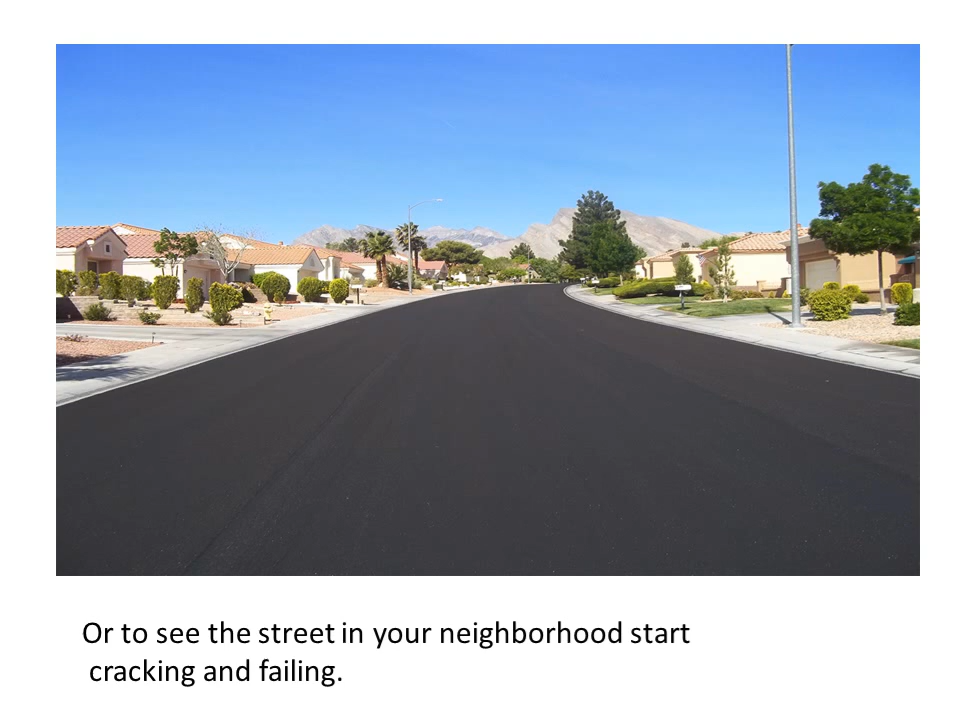 Or to see the street in your neighborhood start
cracking and failing.